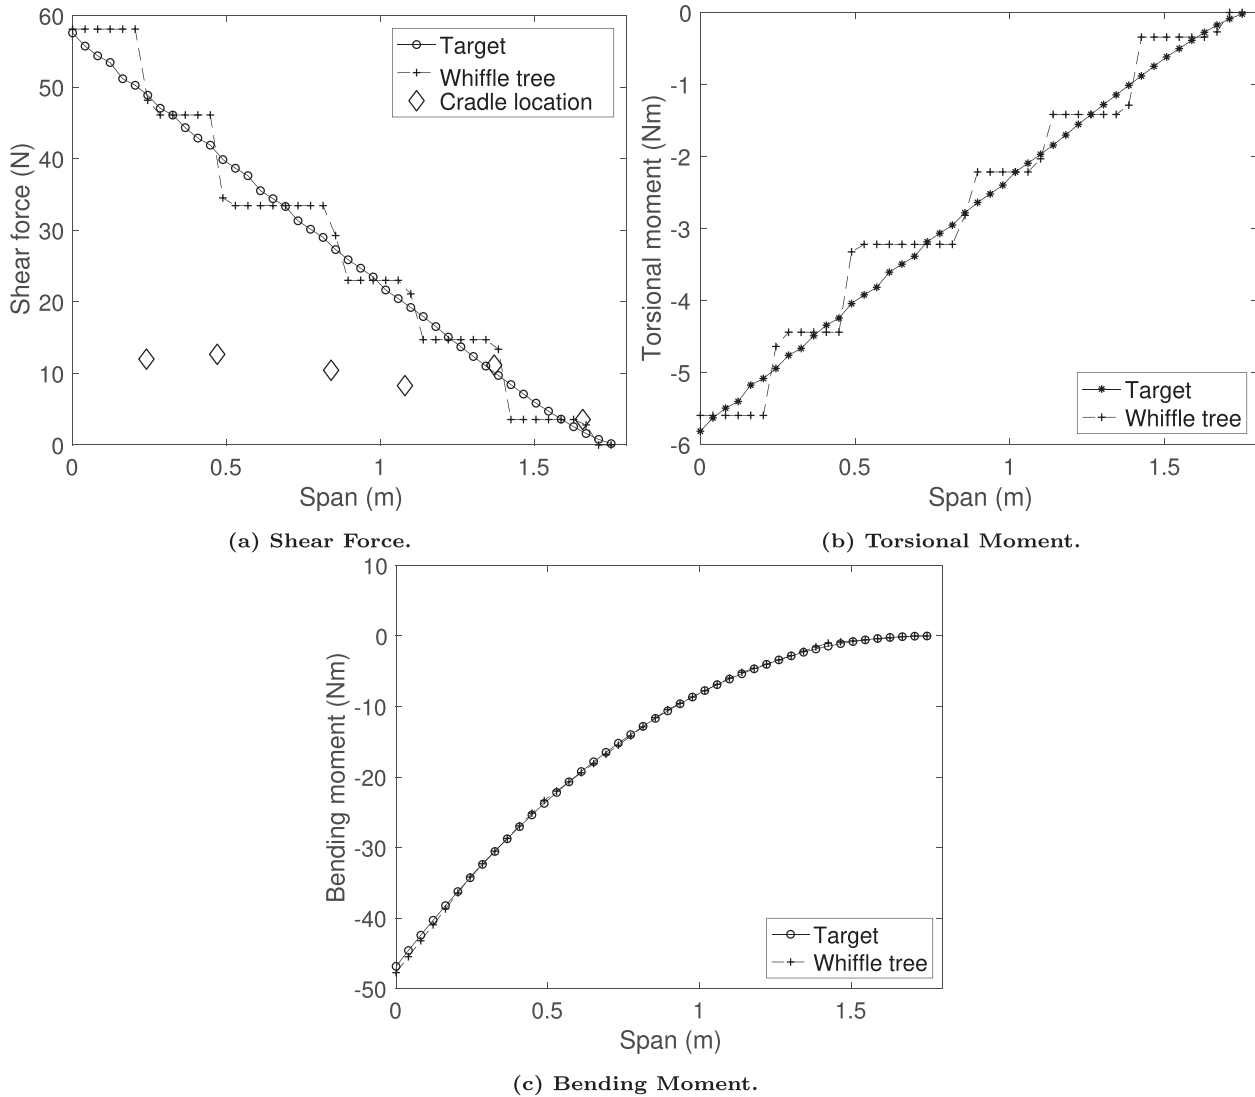 60
50
40
30
20
10
0
Shear force (N)
Target
Whiffle tree
Cradle location
0 0.5 1 1.5
Span (m)
(a) Shear Force.
0
-1
-2
-3
-4
-5
-6
Torsional moment (Nm)
Target
Whiffle tree
0 0.5 1 1.5
Span (m)
(b) Torsional Moment.
10
0
-10
-20
-30
-40
-50
Bending moment (Nm)
Target
Whiffle tree
0 0.5 1 1.5
Span (m)
(c) Bending Moment.